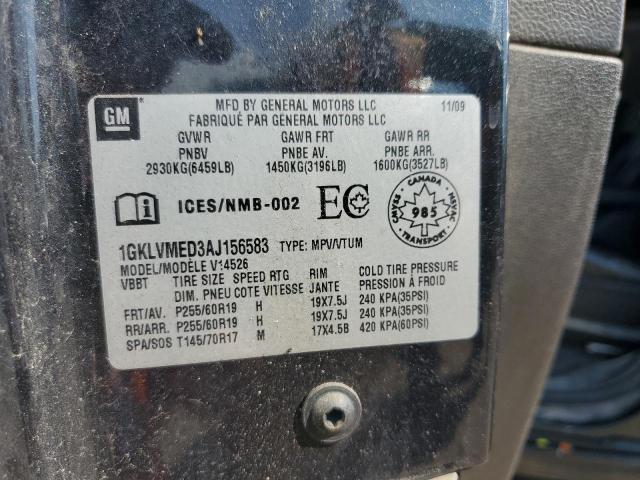 GM
MFD BY GENERAL MOTORS LLC 11/09
FABRIQUÉ PAR GENERAL MOTORS LLC
GVWR GAWR FRT GAWR RR
PNBV PNBE AV. PNBE ARR.
2930KG(6459LB) 1450KG(3196LB) 1600KG(3527LB)
ICES/NMB-002 EC CANADA CMVSS NSVAC 985 TRANSPORT
1GKLVMED3AJ156583 TYPE: MPV/VTUM
MODEL/MODÈLE V14526
VBBT TIRE SIZE SPEED RTG RIM COLD TIRE PRESSURE
DIM. PNEU COTE VITESSE JANTE PRESSION À FROID
FRT/AV. P255/60R19 H 19X7.5J 240 KPA(35PSI)
RR/ARR. P255/60R19 H 19X7.5J 240 KPA(35PSI)
SPA/SOS T145/70R17 M 17X4.5B 420 KPA(60PSI)